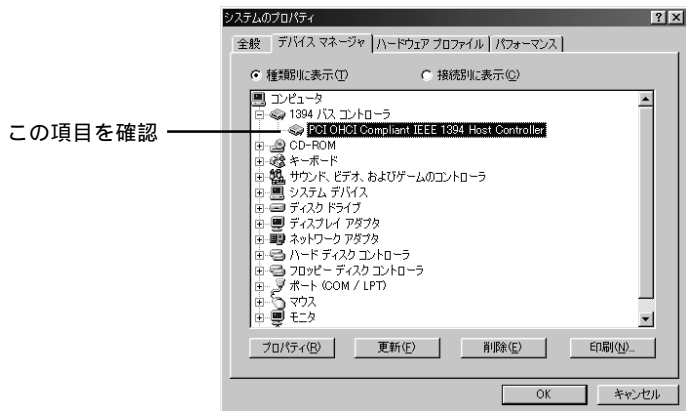 システムのプロパティ
全般 デバイス マネージャ ハードウェア プロファイル パフォーマンス
種類別に表示(T) 接続別に表示(C)
コンピュータ
1394 バス コントローラ
この項目を確認
PCI OHCI Compliant IEEE 1394 Host Controller
CD-ROM
キーボード
サウンド、ビデオ、およびゲームのコントローラ
システム デバイス
ディスク ドライブ
ディスプレイ アダプタ
ネットワーク アダプタ
ハード ディスク コントローラ
フロッピー ディスク コントローラ
ポート (COM / LPT)
マウス
モニタ
プロパティ(R) 更新(F) 削除(E) 印刷(N)...
OK キャンセル